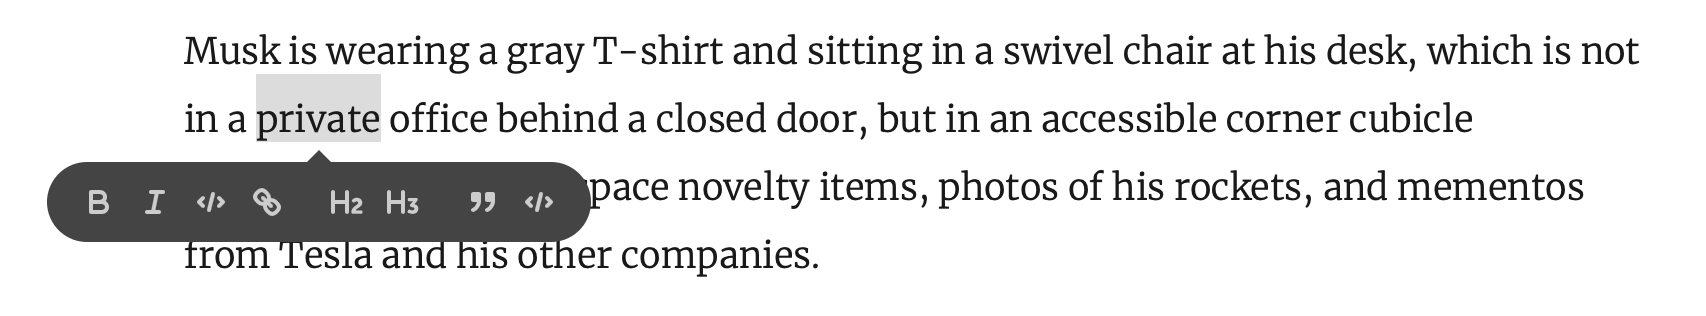 Musk is wearing a gray T-shirt and sitting in a swivel chair at his desk, which is not
in a private office behind a closed door, but in an accessible corner cubicle
novelty items, photos of his rockets, and mementos
B I </> H2 H3 ” </>
from Tesla and his other companies.